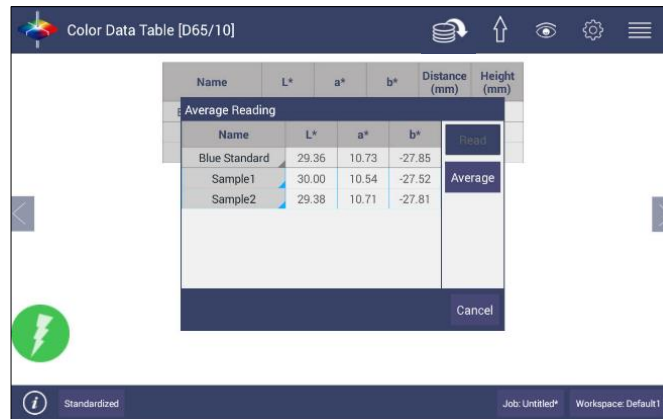 Color Data Table [D65/10]
Name L* a* b* Distance (mm) Height (mm)
Average Reading
Name L* a* b*
Read
Blue Standard 29.36 10.73 -27.85
Sample1 30.00 10.54 -27.52
Average
Sample2 29.38 10.71 -27.81
Cancel
i Standardized Job: Untitled* Workspace: Default1